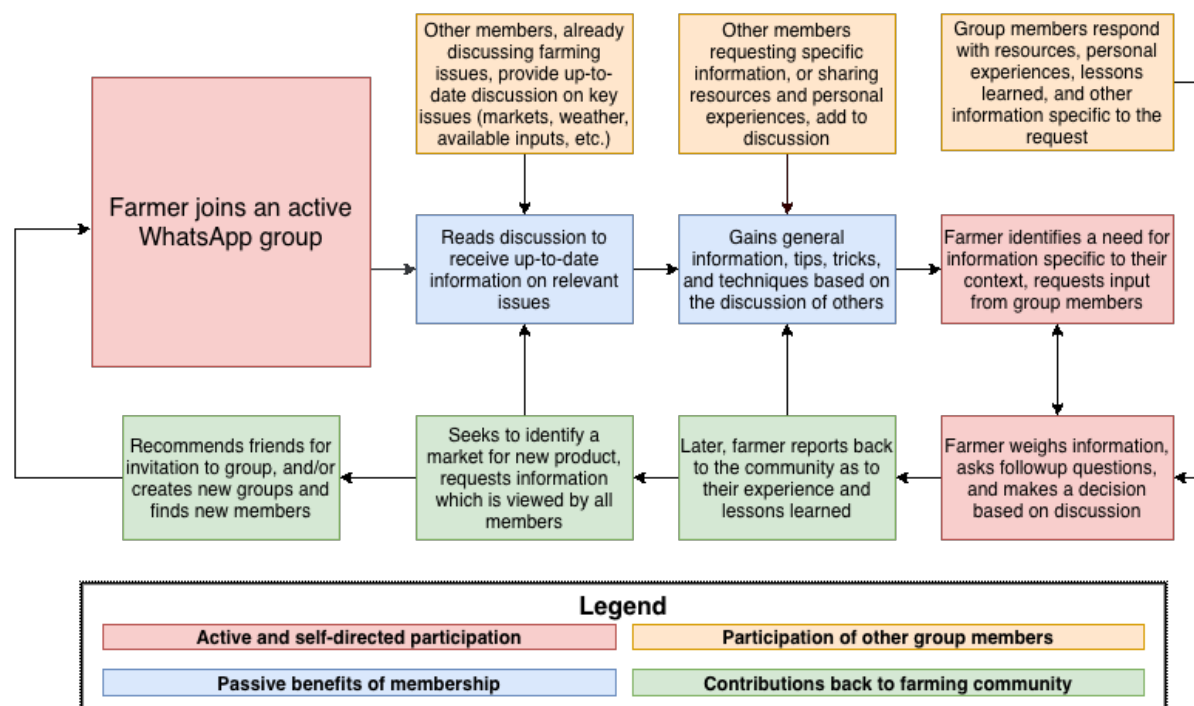 Other members, already
discussing farming
issues, provide up-to-
date discussion on key
issues (markets, weather,
available inputs, etc.)
Other members
requesting specific
information, or sharing
resources and personal
experiences, add to
discussion
Group members respond
with resources, personal
experiences, lessons
learned, and other
information specific to the
request
Farmer joins an active
WhatsApp group
Reads discussion to
receive up-to-date
information on relevant
issues
Gains general
information, tips, tricks,
and techniques based on
the discussion of others
Farmer identifies a need for
information specific to their
context, requests input
from group members
Recommends friends for
invitation to group, and/or
creates new groups and
finds new members
Seeks to identify a
market for new product,
requests information
which is viewed by all
members
Later, farmer reports back
to the community as to
their experience and
lessons learned
Farmer weighs information,
asks followup questions,
and makes a decision
based on discussion
Legend
Active and self-directed participation
Participation of other group members
Passive benefits of membership
Contributions back to farming community